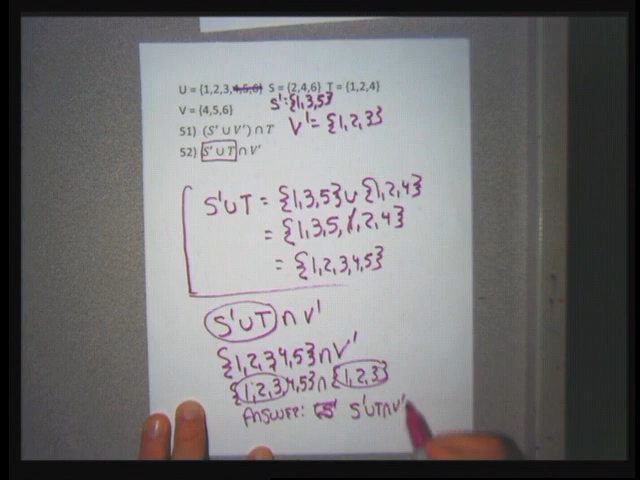 U = {1,2,3,4,5,6} S = {2,4,6} T = {1,2,4}
S' = {1,3,5}
V = {4,5,6}
V' = {1,2,3}
51) (S' ∪ V') ∩ T
52) S' ∪ T ∩ V'
S'∪T = {1,3,5} ∪ {1,2,4}
= {1,3,5,1,2,4}
= {1,2,3,4,5}
S'∪T ∩ V'
{1,2,3,4,5} ∩ V'
{1,2,3,4,5} ∩ {1,2,3}
ANSWER: S' S'∪T∩V'